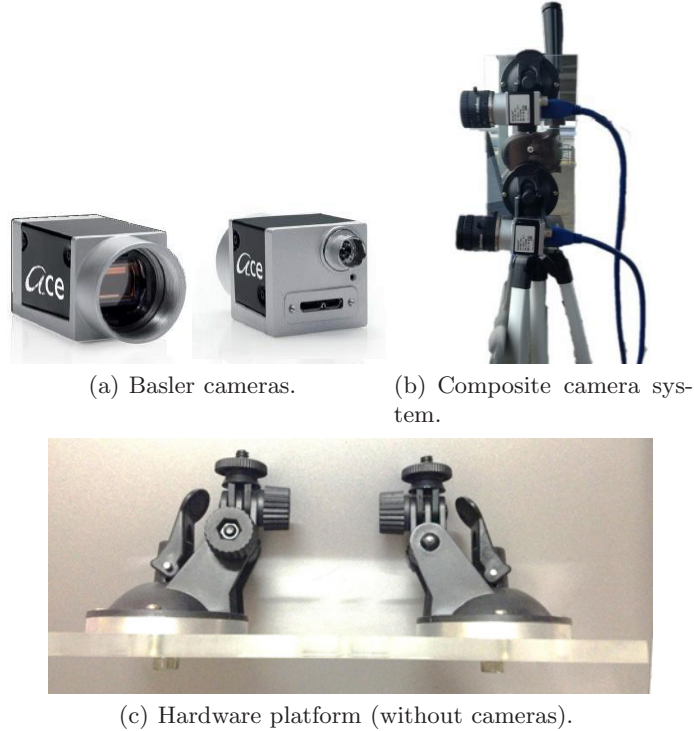 ace
ace
(a) Basler cameras.
(b) Composite camera sys-
tem.
(c) Hardware platform (without cameras).